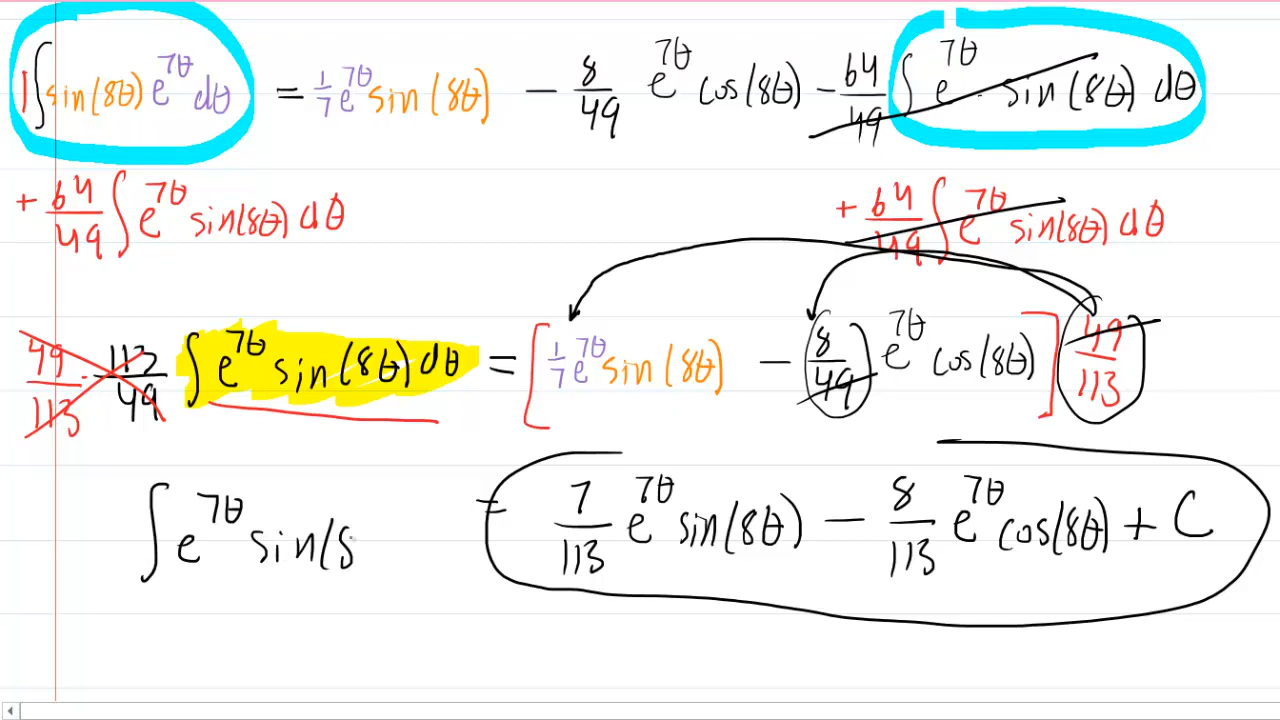 1∫sin(8θ) e^{7θ} dθ = 1/7 e^{7θ} sin(8θ) − 8/49 e^{7θ} cos(8θ) − 64/49 ∫e^{7θ} · sin(8θ) dθ
+ 64/49 ∫e^{7θ} sin(8θ) dθ + 64/49 ∫e^{7θ} sin(8θ) dθ
49/113 · 113/49 ∫e^{7θ} sin(8θ) dθ = [1/7 e^{7θ} sin(8θ) − 8/49 e^{7θ} cos(8θ)] 49/113
∫e^{7θ} sin(8 = 7/113 e^{7θ} sin(8θ) − 8/113 e^{7θ} cos(8θ) + C